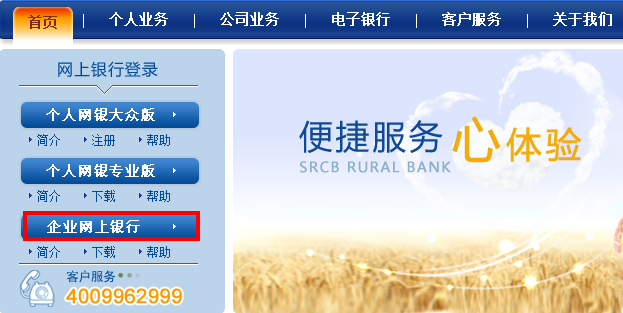 首页 个人业务 公司业务 电子银行 客户服务 关于我们
网上银行登录
个人网银大众版
简介 注册 帮助
个人网银专业版
简介 下载 帮助
企业网上银行
简介 下载 帮助
客户服务
4009962999
便捷服务 心体验
SRCB RURAL BANK